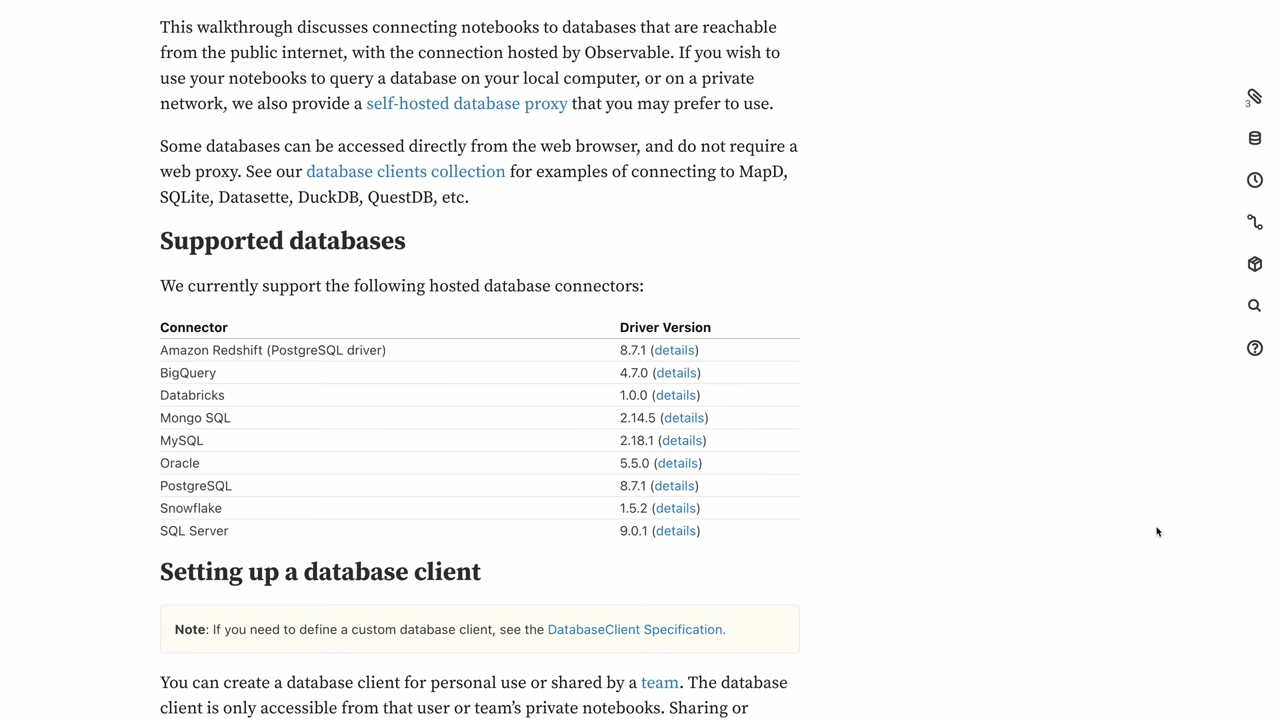 This walkthrough discusses connecting notebooks to databases that are reachable
from the public internet, with the connection hosted by Observable. If you wish to
use your notebooks to query a database on your local computer, or on a private
network, we also provide a self-hosted database proxy that you may prefer to use.
Some databases can be accessed directly from the web browser, and do not require a
web proxy. See our database clients collection for examples of connecting to MapD,
SQLite, Datasette, DuckDB, QuestDB, etc.
Supported databases
We currently support the following hosted database connectors:
Connector Driver Version
Amazon Redshift (PostgreSQL driver) 8.7.1 (details)
BigQuery 4.7.0 (details)
Databricks 1.0.0 (details)
Mongo SQL 2.14.5 (details)
MySQL 2.18.1 (details)
Oracle 5.5.0 (details)
PostgreSQL 8.7.1 (details)
Snowflake 1.5.2 (details)
SQL Server 9.0.1 (details)
Setting up a database client
Note: If you need to define a custom database client, see the DatabaseClient Specification.
You can create a database client for personal use or shared by a team. The database
client is only accessible from that user or team’s private notebooks. Sharing or
3